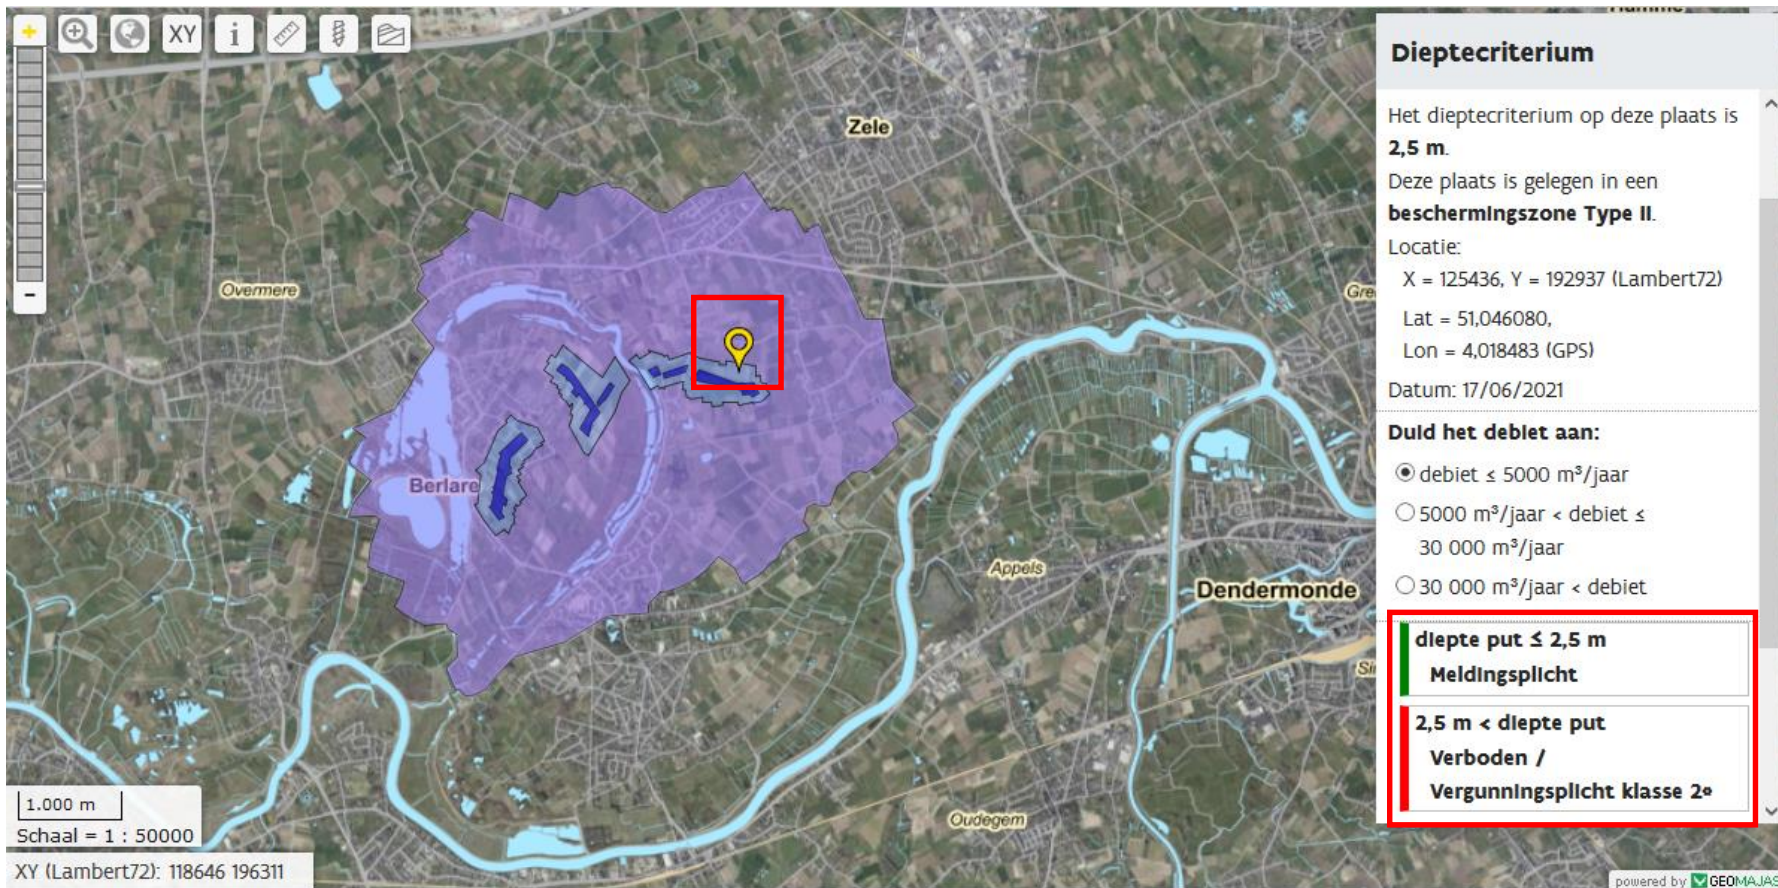 XY
i
Zele
Overmere
Berlare
Appels
Dendermonde
Oudegem
1.000 m
Schaal = 1 : 50000
XY (Lambert72): 118646 196311
Dieptecriterium
Het dieptecriterium op deze plaats is
2,5 m.
Deze plaats is gelegen in een
beschermingszone Type II.
Locatie:
X = 125436, Y = 192937 (Lambert72)
Lat = 51,046080,
Lon = 4,018483 (GPS)
Datum: 17/06/2021
Duid het debiet aan:
debiet ≤ 5000 m³/jaar
5000 m³/jaar < debiet ≤
30 000 m³/jaar
30 000 m³/jaar < debiet
diepte put ≤ 2,5 m
Meldingsplicht
2,5 m < diepte put
Verboden /
Vergunningsplicht klasse 2¤
powered by GEOMAJAS